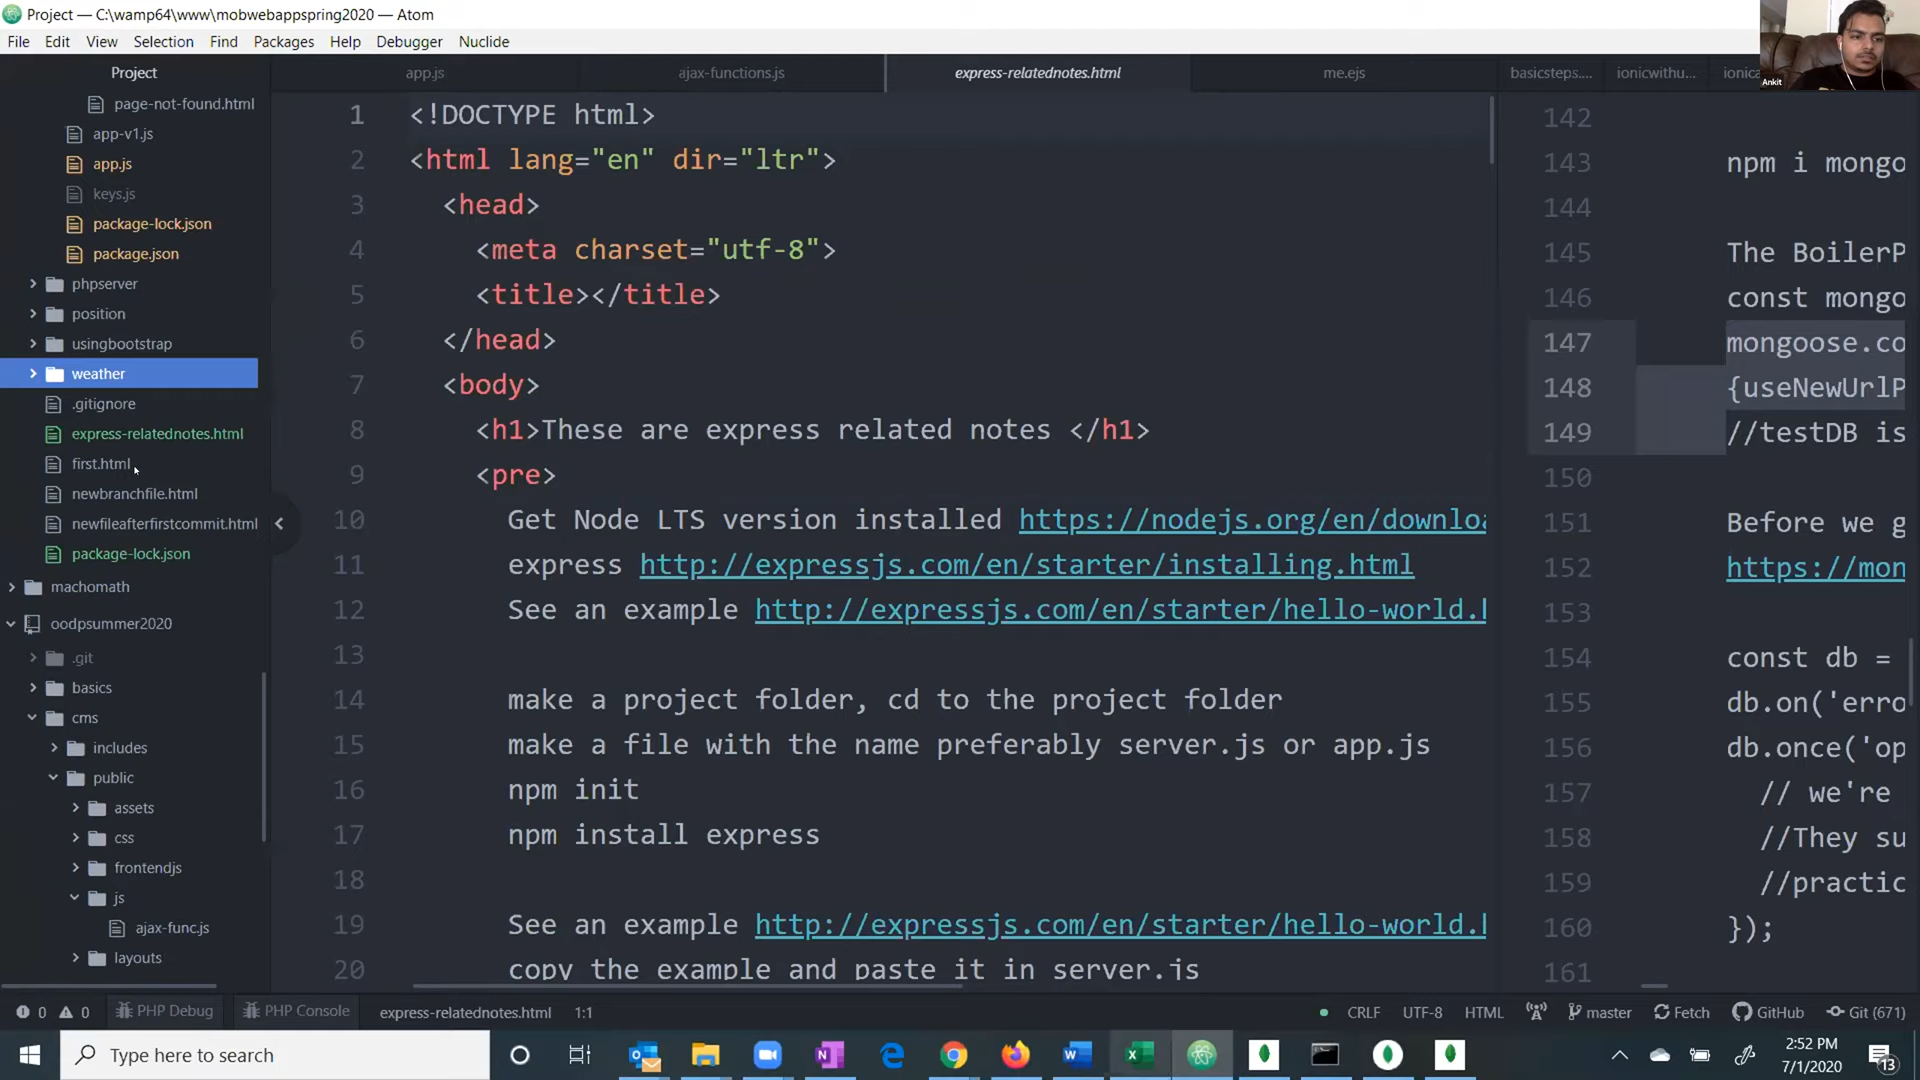 Project — C:\wamp64\www\mobwebappspring2020 — Atom
File Edit View Selection Find Packages Help Debugger Nuclide
Ankit
Project
page-not-found.html
app-v1.js
app.js
keys.js
package-lock.json
package.json
phpserver
position
usingbootstrap
weather
.gitignore
express-relatednotes.html
first.html
newbranchfile.html
newfileafterfirstcommit.html
package-lock.json
machomath
oodpsummer2020
.git
basics
cms
includes
public
assets
css
frontendjs
js
ajax-func.js
layouts
app.js ajax-functions.js express-relatednotes.html me.ejs basicsteps.... ionicwithu... ionica
1 <!DOCTYPE html>
2 <html lang="en" dir="ltr">
3 <head>
4 <meta charset="utf-8">
5 <title></title>
6 </head>
7 <body>
8 <h1>These are express related notes </h1>
9 <pre>
10 Get Node LTS version installed https://nodejs.org/en/downloa
11 express http://expressjs.com/en/starter/installing.html
12 See an example http://expressjs.com/en/starter/hello-world.h
13
14 make a project folder, cd to the project folder
15 make a file with the name preferably server.js or app.js
16 npm init
17 npm install express
18
19 See an example http://expressjs.com/en/starter/hello-world.h
20 copy the example and paste it in server.js
142
143 npm i mongo
144
145 The BoilerP
146 const mongo
147 mongoose.co
148 {useNewUrlP
149 //testDB is
150
151 Before we g
152 https://mon
153
154 const db =
155 db.on('erro
156 db.once('op
157 // we're
158 //They su
159 //practic
160 });
161
0 0 PHP Debug PHP Console express-relatednotes.html 1:1 CRLF UTF-8 HTML master Fetch GitHub Git (671)
Type here to search
2:52 PM
7/1/2020
13